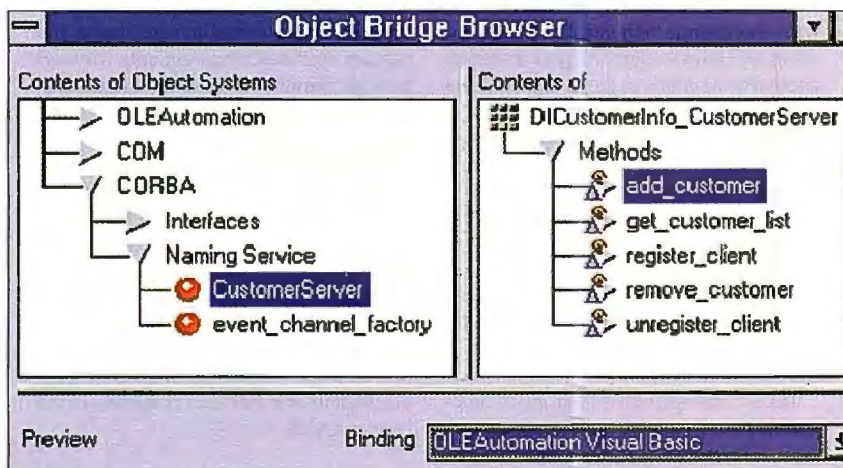 Object Bridge Browser
Contents of Object Systems
OLEAutomation
COM
CORBA
Interfaces
Naming Service
CustomerServer
event_channel_factory
Contents of
DICustomerInfo_CustomerServer
Methods
add_customer
get_customer_list
register_client
remove_customer
unregister_client
Preview
Binding
OLEAutomation Visual Basic